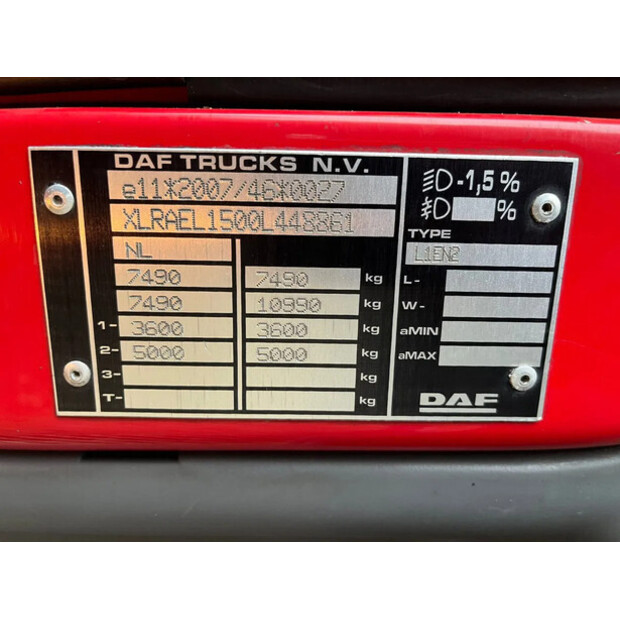 DAF TRUCKS N.V.
e11*2007/46*0027
XLRAEL1500L448861
NL
7490 7490 kg
7490 10990 kg
1- 3600 3600 kg
2- 5000 5000 kg
3- kg
T- kg
-1,5 %
%
TYPE
L1EN2
L-
W-
aMIN
aMAX
DAF